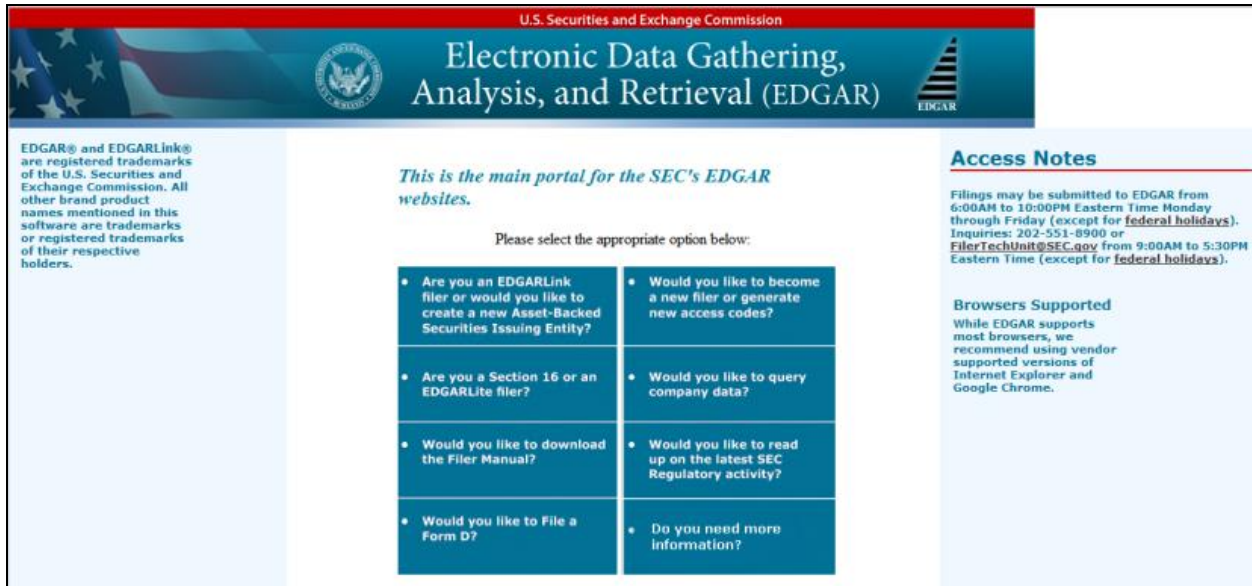 U.S. Securities and Exchange Commission
Electronic Data Gathering,
Analysis, and Retrieval (EDGAR)
EDGAR
EDGAR® and EDGARLink®
are registered trademarks
of the U.S. Securities and
Exchange Commission. All
other brand product
names mentioned in this
software are trademarks
or registered trademarks
of their respective
holders.
This is the main portal for the SEC's EDGAR
websites.
Please select the appropriate option below:
• Are you an EDGARLink
filer or would you like to
create a new Asset-Backed
Securities Issuing Entity?
• Would you like to become
a new filer or generate
new access codes?
• Are you a Section 16 or an
EDGARLite filer?
• Would you like to query
company data?
• Would you like to download
the Filer Manual?
• Would you like to read
up on the latest SEC
Regulatory activity?
• Would you like to File a
Form D?
• Do you need more
information?
Access Notes
Filings may be submitted to EDGAR from
6:00AM to 10:00PM Eastern Time Monday
through Friday (except for federal holidays).
Inquiries: 202-551-8900 or
FilerTechUnit@SEC.gov from 9:00AM to 5:30PM
Eastern Time (except for federal holidays).
Browsers Supported
While EDGAR supports
most browsers, we
recommend using vendor
supported versions of
Internet Explorer and
Google Chrome.